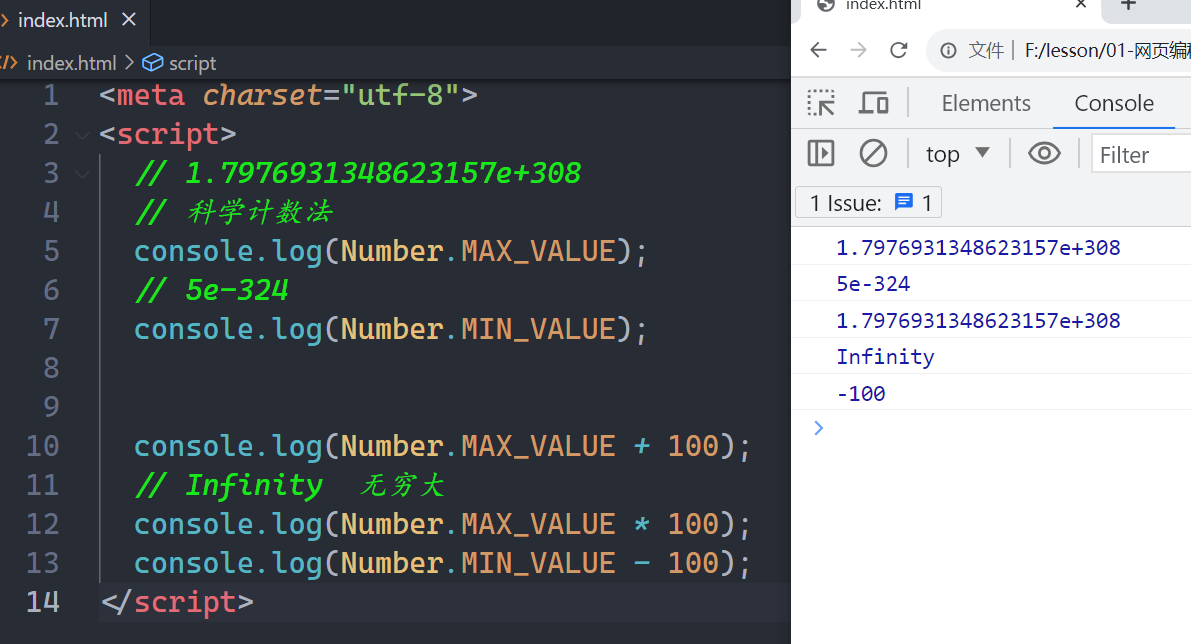 index.html
index.html > script
1 <meta charset="utf-8">
2 <script>
3 // 1.7976931348623157e+308
4 // 科学计数法
5 console.log(Number.MAX_VALUE);
6 // 5e-324
7 console.log(Number.MIN_VALUE);
8
9
10 console.log(Number.MAX_VALUE + 100);
11 // Infinity 无穷大
12 console.log(Number.MAX_VALUE * 100);
13 console.log(Number.MIN_VALUE - 100);
14 </script>
index.html
文件 F:/lesson/01-网页编
Elements Console
top Filter
1 Issue: 1
1.7976931348623157e+308
5e-324
1.7976931348623157e+308
Infinity
-100